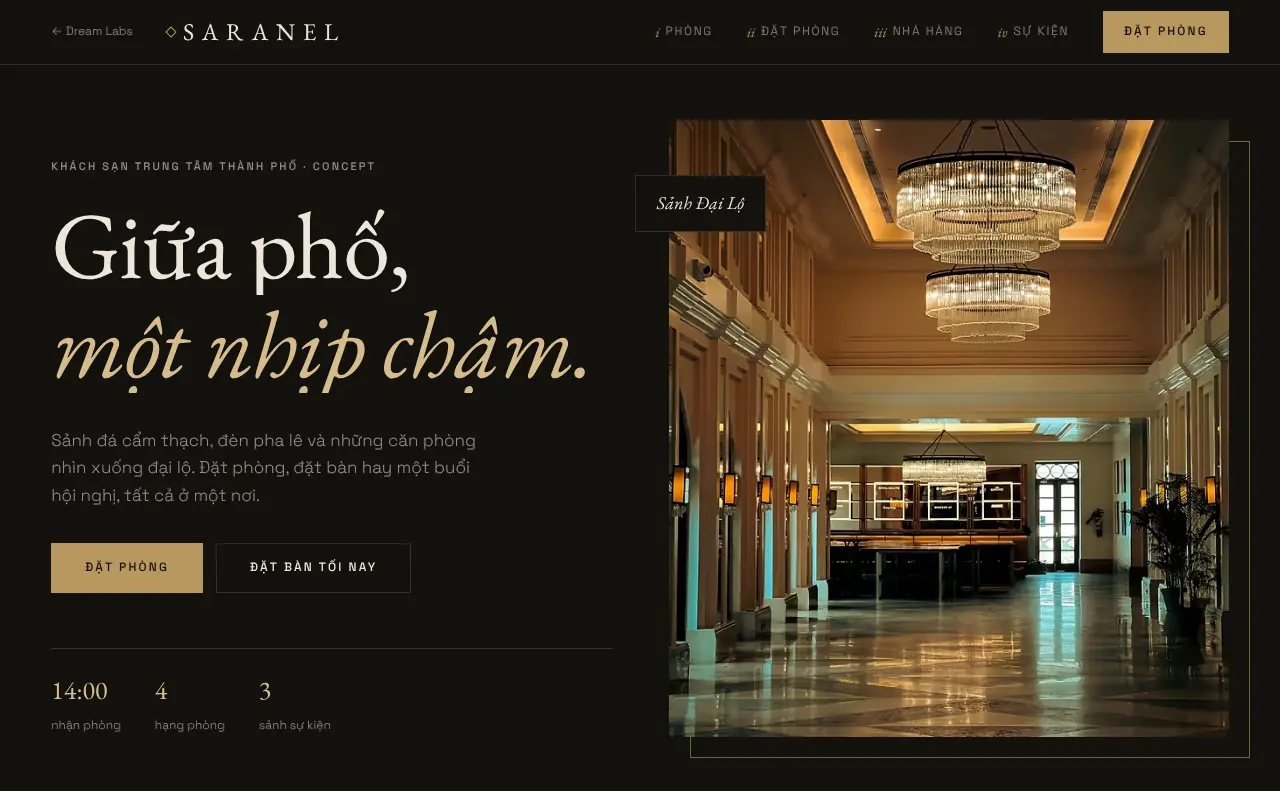 ← Dream Labs
◇ SARANEL
i PHÒNG
ii ĐẶT PHÒNG
iii NHÀ HÀNG
iv SỰ KIỆN
ĐẶT PHÒNG
KHÁCH SẠN TRUNG TÂM THÀNH PHỐ · CONCEPT
Giữa phố,
một nhịp chậm.
Sảnh đá cẩm thạch, đèn pha lê và những căn phòng
nhìn xuống đại lộ. Đặt phòng, đặt bàn hay một buổi
hội nghị, tất cả ở một nơi.
ĐẶT PHÒNG
ĐẶT BÀN TỐI NAY
14:00
nhận phòng
4
hạng phòng
3
sảnh sự kiện
Sảnh Đại Lộ